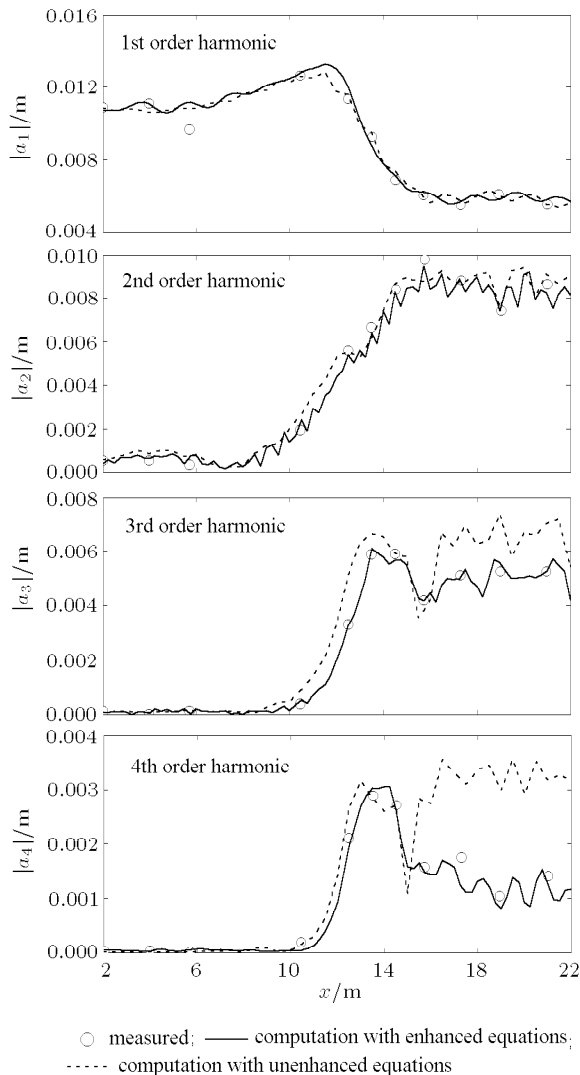 0.016
1st order harmonic
0.012
|a₁|/m
0.008
0.004
0.010
2nd order harmonic
0.008
0.006
|a₂|/m
0.004
0.002
0.000
0.008
3rd order harmonic
0.006
|a₃|/m
0.004
0.002
0.000
0.004
4th order harmonic
0.003
|a₄|/m
0.002
0.001
0.000
2 6 10 14 18 22
x/m
measured; computation with enhanced equations;
computation with unenhanced equations